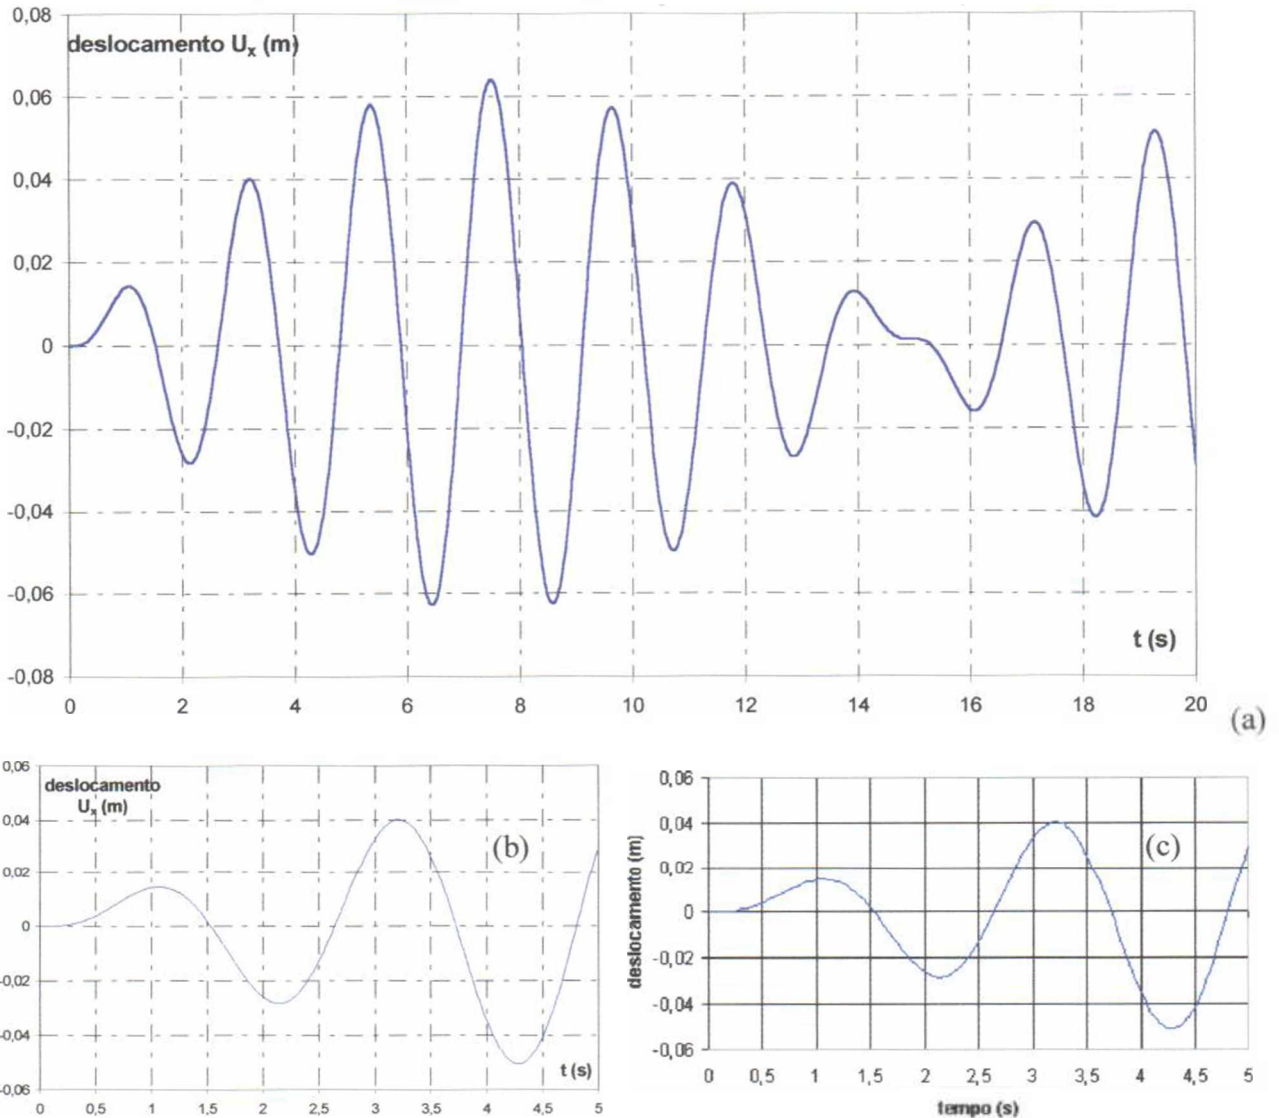 0,08
deslocamento Ux (m)
0,06
0,04
0,02
0
-0,02
-0,04
-0,06
t (s)
-0,08
0 2 4 6 8 10 12 14 16 18 20
(a)
0,06
deslocamento
Ux (m)
0,04
(b)
0,02
0
-0,02
-0,04
t (s)
-0,06
0 0,5 1 1,5 2 2,5 3 3,5 4 4,5 5
0,06
0,04
(c)
0,02
0
-0,02
-0,04
-0,06
deslocamento (m)
0 0,5 1 1,5 2 2,5 3 3,5 4 4,5 5
tempo (s)